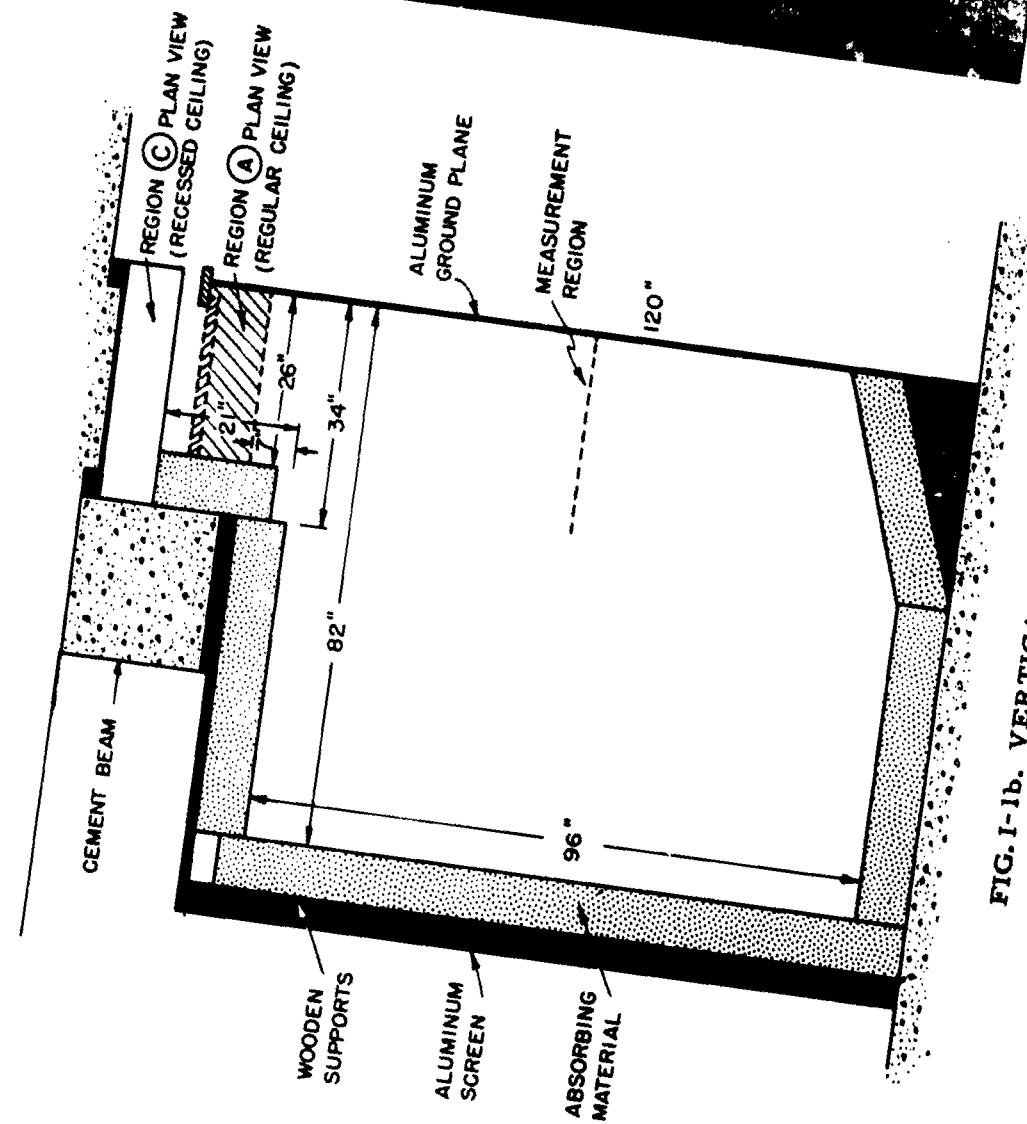 REGION C PLAN VIEW
(RECESSED CEILING)
REGION A PLAN VIEW
(REGULAR CEILING)
ALUMINUM
GROUND PLANE
MEASUREMENT
REGION
120"
21"
26"
34"
82"
96"
CEMENT BEAM
WOODEN
SUPPORTS
ALUMINUM
SCREEN
ABSORBING
MATERIAL
FIG. I-1b.